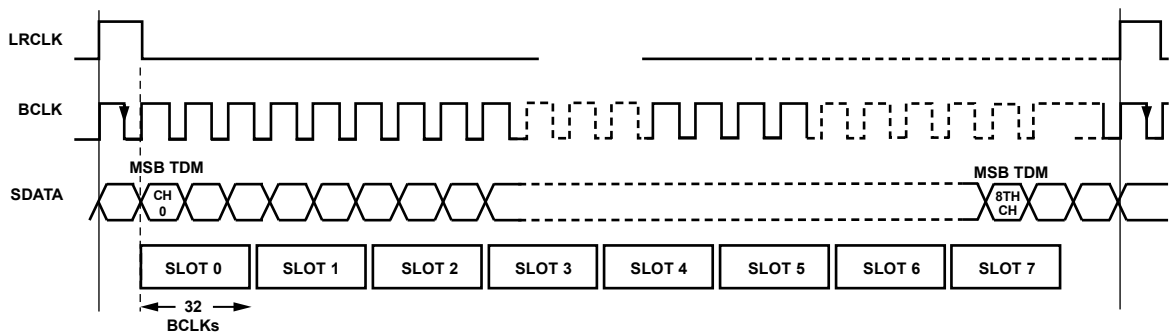 LRCLK
BCLK
MSB TDM
MSB TDM
SDATA
CH
0
8TH
CH
SLOT 0
SLOT 1
SLOT 2
SLOT 3
SLOT 4
SLOT 5
SLOT 6
SLOT 7
32
BCLKs